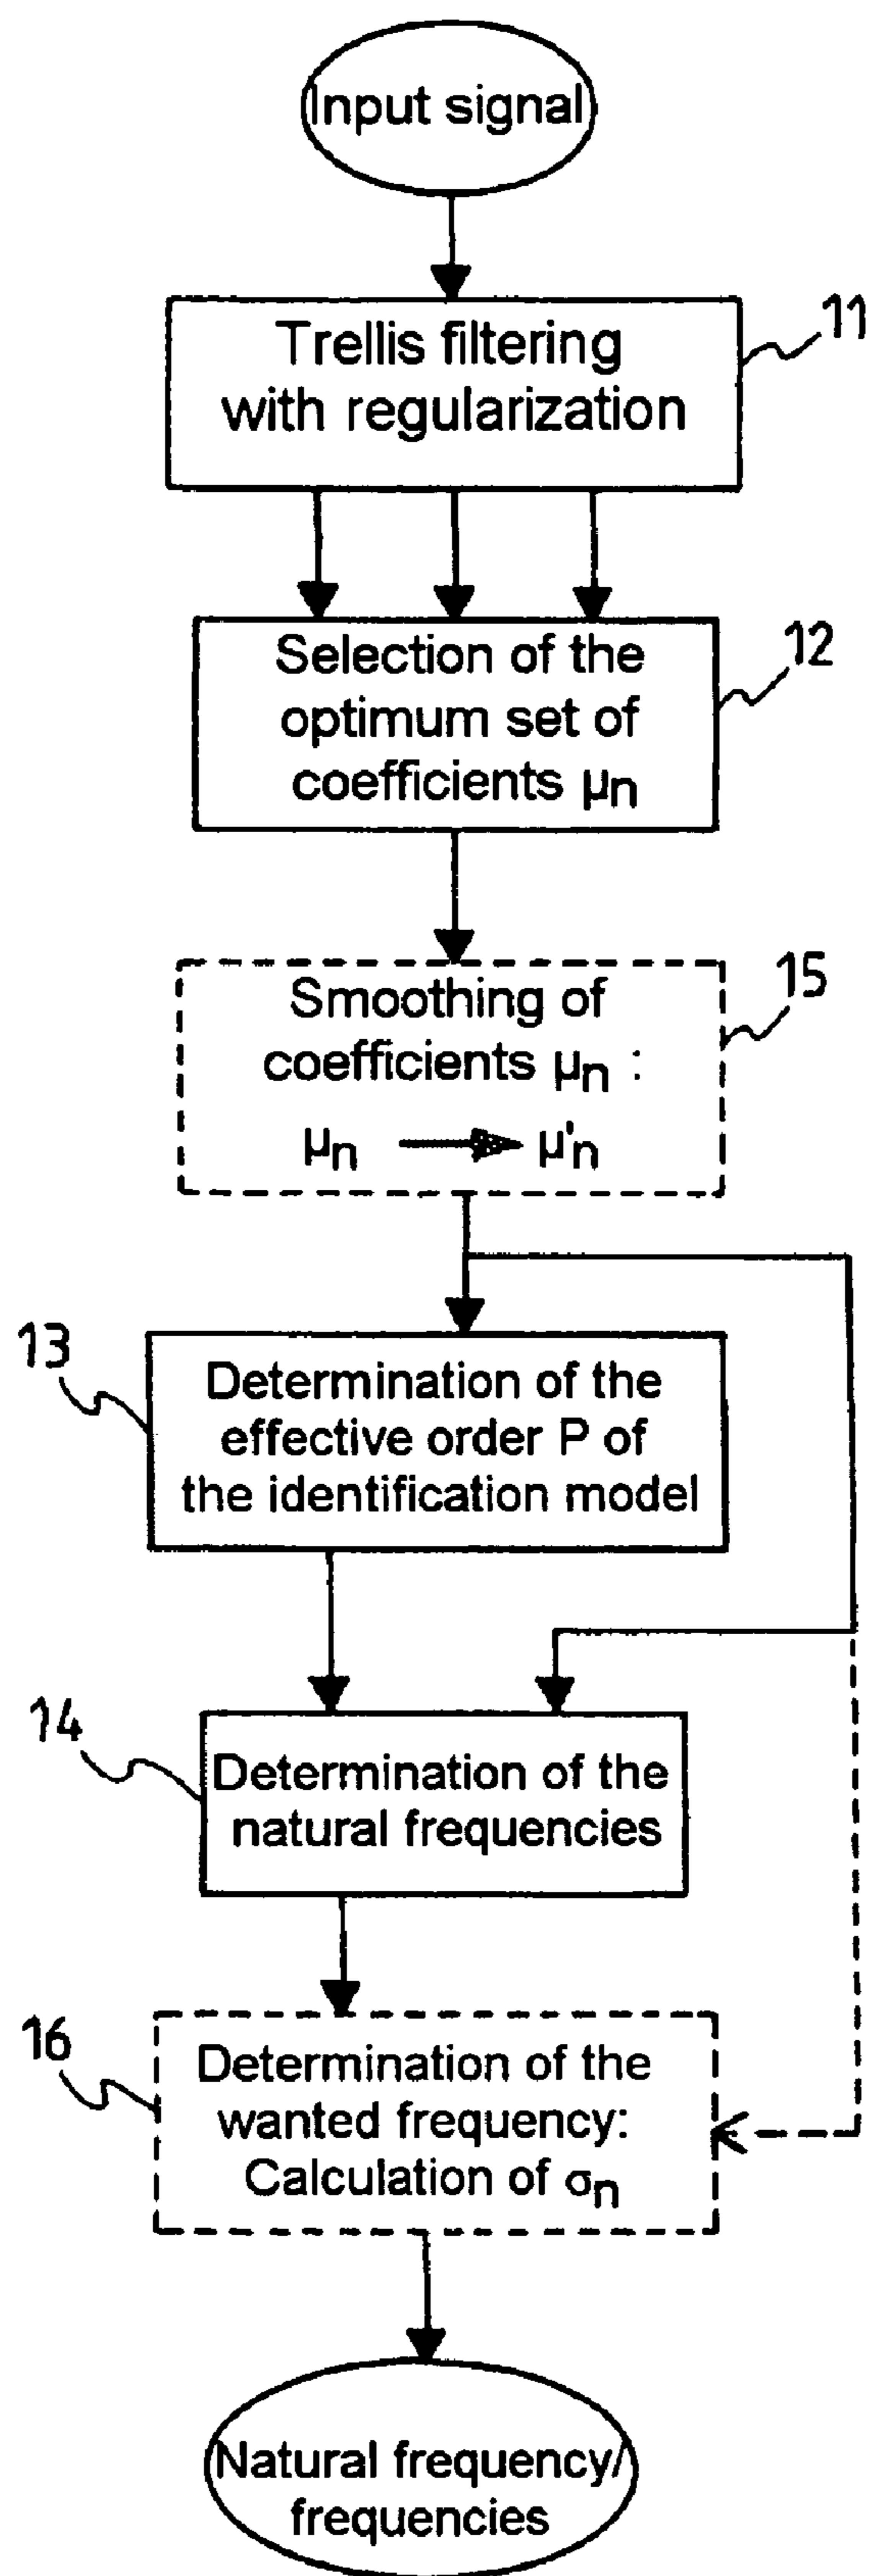 Input signal
11
Trellis filtering
with regularization
12
Selection of the
optimum set of
coefficients μn
15
Smoothing of
coefficients μn :
μn → μ'n
13
Determination of the
effective order P of
the identification model
14
Determination of the
natural frequencies
16
Determination of the
wanted frequency:
Calculation of σn
Natural frequency/
frequencies